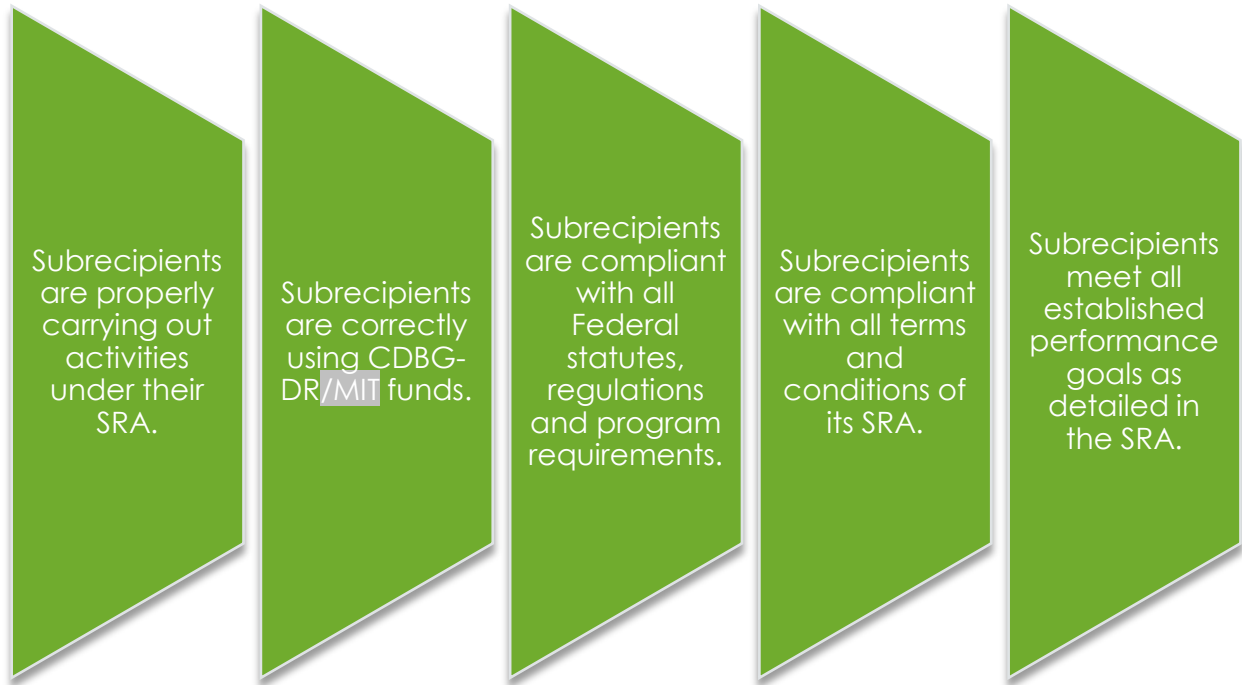 Subrecipients
are properly
carrying out
activities
under their
SRA.
Subrecipients
are correctly
using CDBG-
DR/MIT funds.
Subrecipients
are compliant
with all
Federal
statutes,
regulations
and program
requirements.
Subrecipients
are compliant
with all terms
and
conditions of
its SRA.
Subrecipients
meet all
established
performance
goals as
detailed in
the SRA.